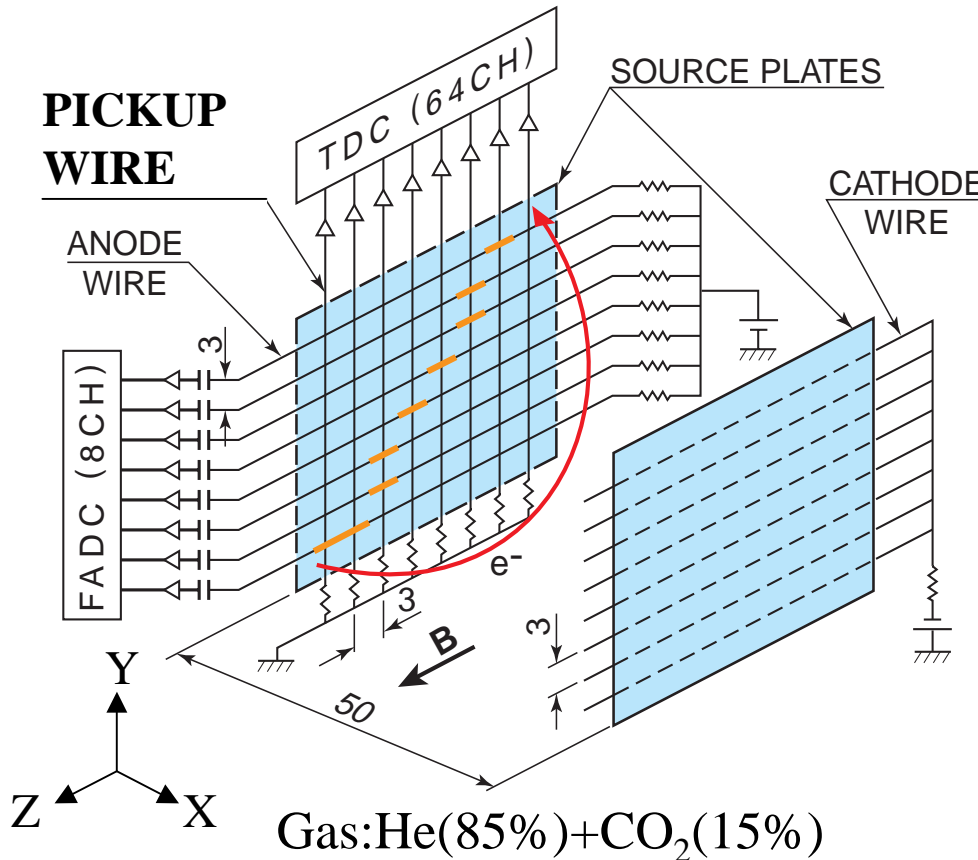 TDC (64CH)
SOURCE PLATES
PICKUP
WIRE
CATHODE
WIRE
ANODE
WIRE
3
FADC (8CH)
e-
3
B
3
50
Y
Z
X
Gas:He(85%)+CO₂(15%)